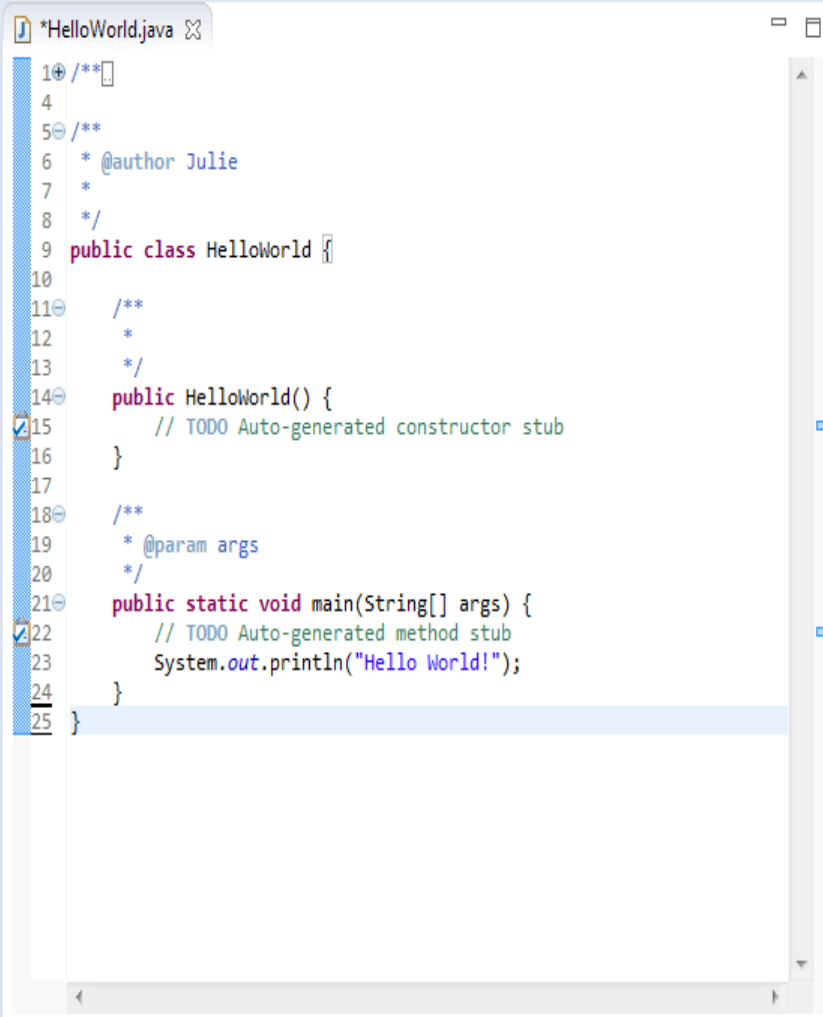 *HelloWorld.java
1 /**
4
5 /**
6  * @author Julie
7  *
8  */
9 public class HelloWorld {
10
11     /**
12      *
13      */
14     public HelloWorld() {
15         // TODO Auto-generated constructor stub
16     }
17
18     /**
19      * @param args
20      */
21     public static void main(String[] args) {
22         // TODO Auto-generated method stub
23         System.out.println("Hello World!");
24     }
25 }